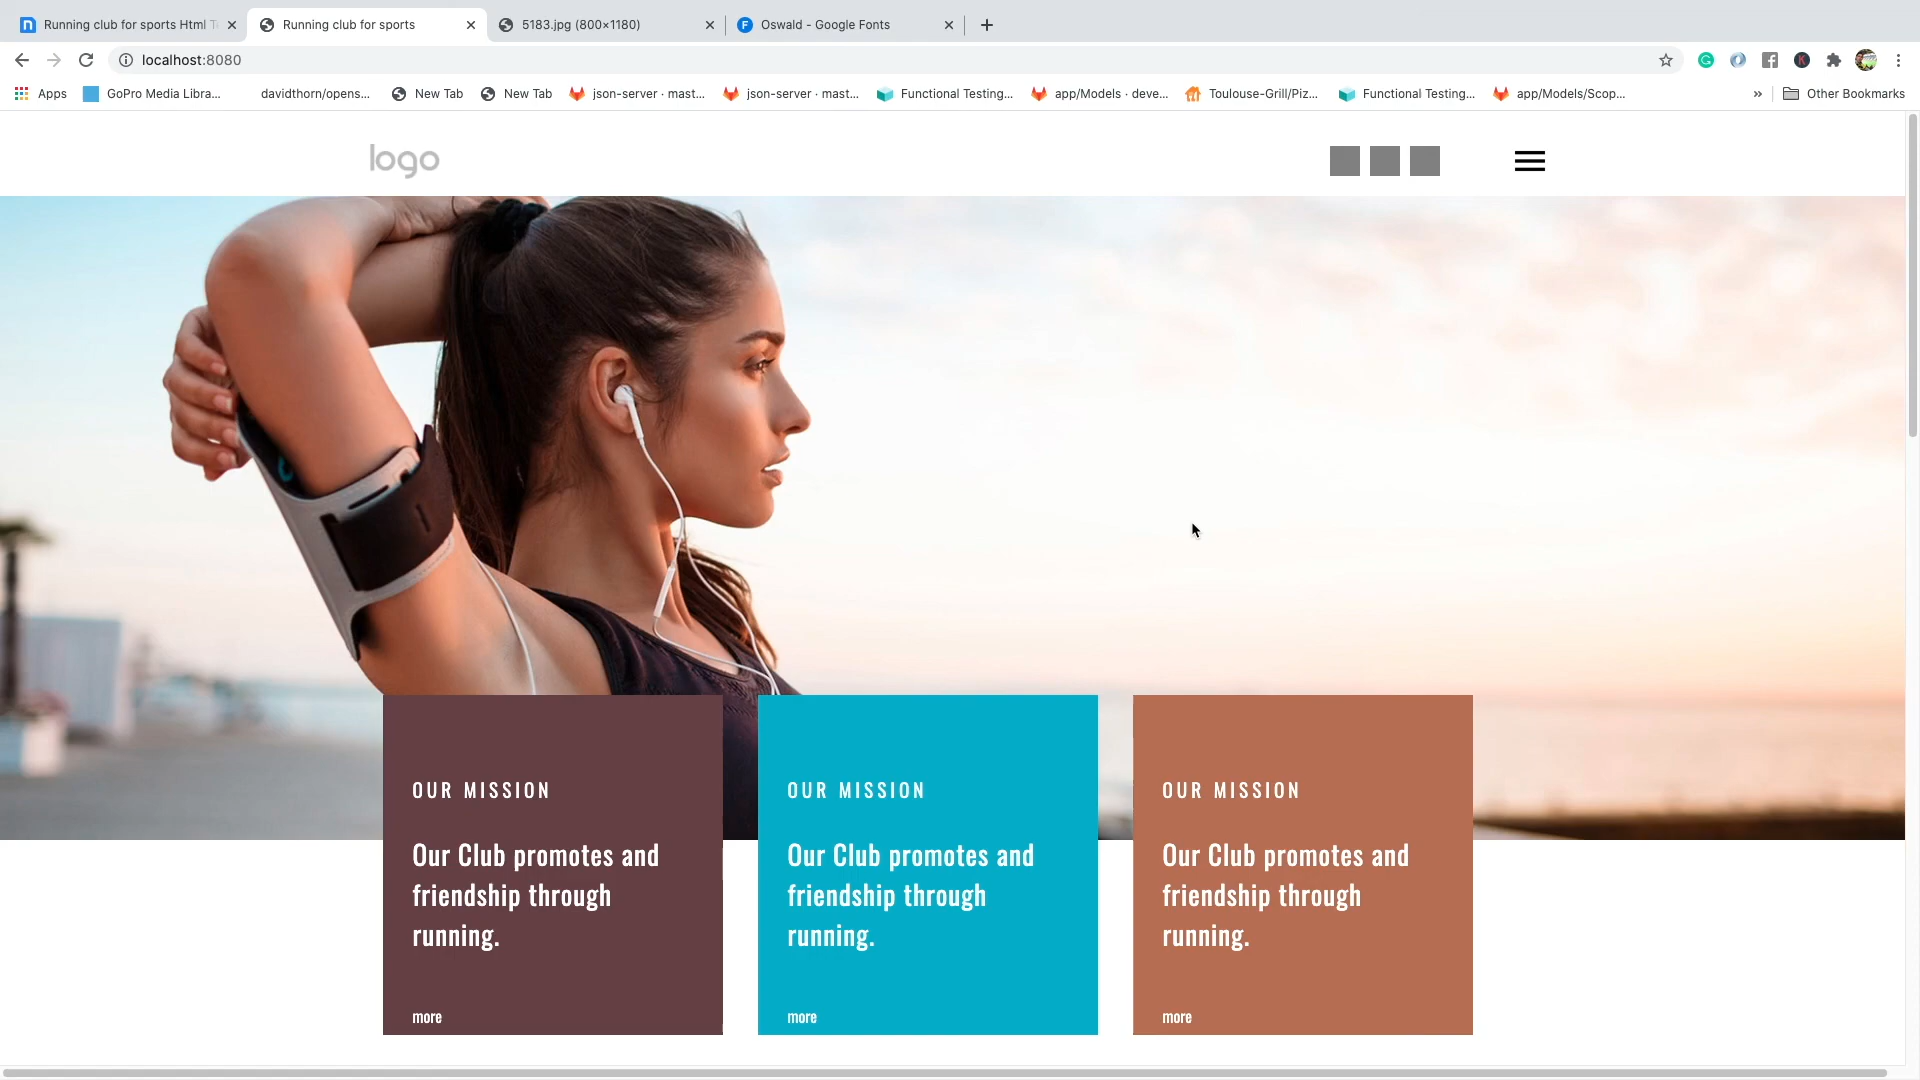 Running club for sports Html T
Running club for sports
5183.jpg (800×1180)
Oswald - Google Fonts
localhost:8080
Apps
GoPro Media Libra...
davidthorn/opens...
New Tab
New Tab
json-server · mast...
json-server · mast...
Functional Testing...
app/Models · deve...
Toulouse-Grill/Piz...
Functional Testing...
app/Models/Scop...
»
Other Bookmarks
logo
OUR MISSION
Our Club promotes and
friendship through
running.
more
OUR MISSION
Our Club promotes and
friendship through
running.
more
OUR MISSION
Our Club promotes and
friendship through
running.
more